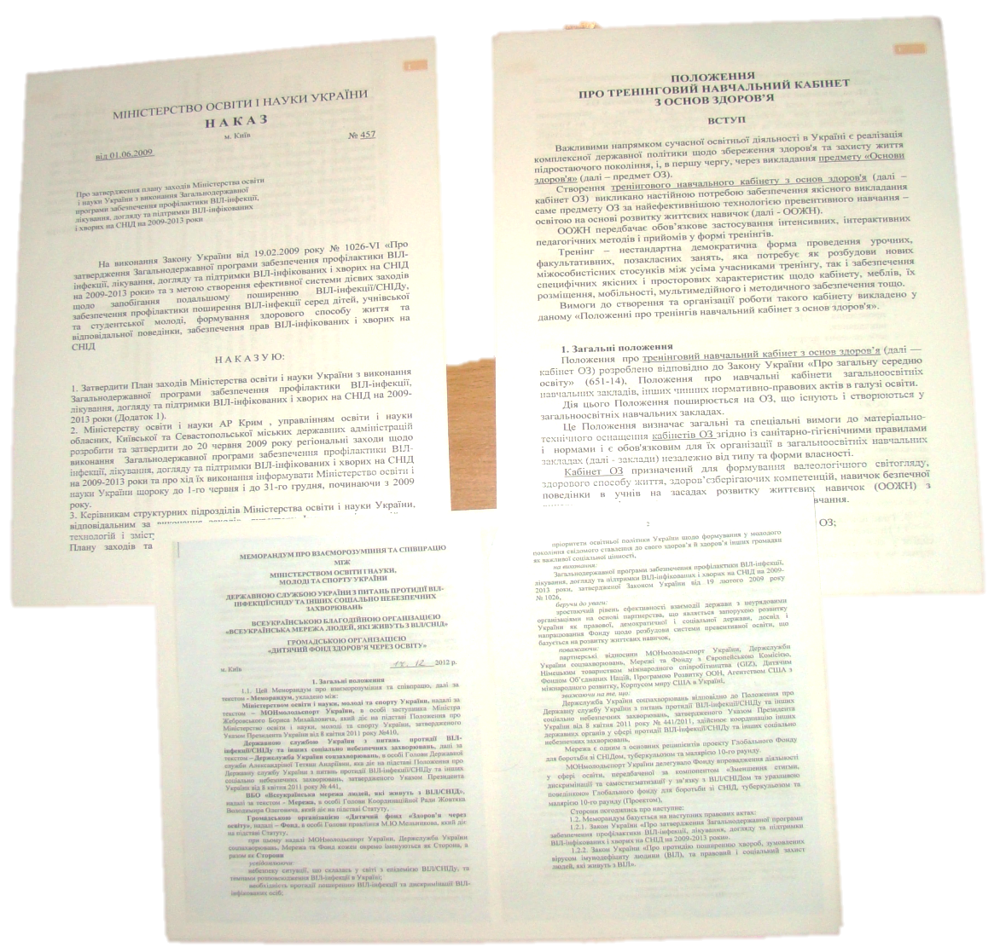 МІНІСТЕРСТВО ОСВІТИ І НАУКИ УКРАЇНИ
Н А К А З
м. Київ
від 01.06.2009
№ 457
Про затвердження плану заходів Міністерства освіти
і науки України з виконання Загальнодержавної
програми забезпечення профілактики ВІЛ-інфекції,
лікування, догляду та підтримки ВІЛ-інфікованих
і хворих на СНІД на 2009-2013 роки
На виконання Закону України від 19.02.2009 року № 1026-VI «Про
затвердження Загальнодержавної програми забезпечення профілактики ВІЛ-
інфекції, лікування, догляду та підтримки ВІЛ-інфікованих і хворих на СНІД
на 2009-2013 роки» та з метою створення ефективної системи дієвих заходів
щодо запобігання подальшому поширенню ВІЛ-інфекції/СНІДу,
забезпечення профілактики поширення ВІЛ-інфекції серед дітей, учнівської
та студентської молоді, формування здорового способу життя та
відповідальної поведінки, забезпечення прав ВІЛ-інфікованих і хворих на
СНІД
Н А К А З У Ю:
1. Затвердити План заходів Міністерства освіти і науки України з виконання
Загальнодержавної програми забезпечення профілактики ВІЛ-інфекції,
лікування, догляду та підтримки ВІЛ-інфікованих і хворих на СНІД на 2009-
2013 роки (Додаток 1).
2. Міністерству освіти і науки АР Крим , управлінням освіти і науки
обласних, Київської та Севастопольської міських державних адміністрацій
розробити та затвердити до 20 червня 2009 року регіональні заходи щодо
виконання Загальнодержавної програми забезпечення профілактики ВІЛ-
інфекції, лікування, догляду та підтримки ВІЛ-інфікованих і хворих на СНІД
на 2009-2013 роки та про хід їх виконання інформувати Міністерство освіти і
науки України щороку до 1-го червня і до 31-го грудня, починаючи з 2009
року.
3. Керівникам структурних підрозділів Міністерства освіти і науки України,
відповідальним за виконання заходів,
технологій і зміст
Плану заходів та
ПОЛОЖЕННЯ
ПРО ТРЕНІНГОВИЙ НАВЧАЛЬНИЙ КАБІНЕТ
З ОСНОВ ЗДОРОВ’Я
ВСТУП
Важливими напрямком сучасної освітньої діяльності в Україні є реалізація
комплексної державної політики щодо збереження здоров'я та захисту життя
підростаючого покоління, і, в першу чергу, через викладання предмету «Основи
здоров'я» (далі – предмет ОЗ).
Створення тренінгового навчального кабінету з основ здоров'я (далі –
кабінет ОЗ) викликано настійною потребою забезпечення якісного викладання
саме предмету ОЗ за найефективнішою технологією превентивного навчання –
освітою на основі розвитку життєвих навичок (далі - ООЖН).
ООЖН передбачає обов’язкове застосування інтенсивних, інтерактивних
педагогічних методів і прийомів у формі тренінгів.
Тренінг – нестандартна демократична форма проведення урочних,
факультативних, позакласних занять, яка потребує як розбудови нових
міжособистісних стосунків між усіма учасниками тренінгу, так і забезпечення
специфічних якісних і просторових характеристик щодо кабінету, меблів, їх
розміщення, мобільності, мультимедійного і методичного забезпечення тощо.
Вимоги до створення та організації роботи такого кабінету викладено у
даному «Положенні про тренінгів навчальний кабінет з основ здоров'я».
1. Загальні положення
Положення про тренінговий навчальний кабінет з основ здоров’я (далі —
кабінет ОЗ) розроблено відповідно до Закону України «Про загальну середню
освіту» (651-14), Положення про навчальні кабінети загальноосвітніх
навчальних закладів, інших чинних нормативно-правових актів в галузі освіти.
Дія цього Положення поширюється на ОЗ, що існують і створюються у
загальноосвітніх навчальних закладах.
Це Положення визначає загальні та спеціальні вимоги до матеріально-
технічного оснащення кабінетів ОЗ згідно із санітарно-гігієнічними правилами
і нормами і є обов'язковим для їх організації в загальноосвітніх навчальних
закладах (далі - заклади) незалежно від типу та форми власності.
Кабінет ОЗ призначений для формування валеологічного світогляду,
здорового способу життя, здоров’єзберігаючих компетенцій, навичок безпечної
поведінки в учнів на засадах розвитку життєвих навичок (ООЖН) з
вчання.
ОЗ;
МЕМОРАНДУМ ПРО ВЗАЄМОРОЗУМІННЯ ТА СПІВПРАЦЮ
МІЖ
МІНІСТЕРСТВОМ ОСВІТИ І НАУКИ,
МОЛОДІ ТА СПОРТУ УКРАЇНИ
ДЕРЖАВНОЮ СЛУЖБОЮ УКРАЇНИ З ПИТАНЬ ПРОТИДІЇ ВІЛ-
ІНФЕКЦІЇ/СНІДУ ТА ІНШИХ СОЦІАЛЬНО НЕБЕЗПЕЧНИХ
ЗАХВОРЮВАНЬ
ВСЕУКРАЇНСЬКОЮ БЛАГОДІЙНОЮ ОРГАНІЗАЦІЄЮ
«ВСЕУКРАЇНСЬКА МЕРЕЖА ЛЮДЕЙ, ЯКІ ЖИВУТЬ З ВІЛ/СНІД»
ГРОМАДСЬКОЮ ОРГАНІЗАЦІЄЮ
«ДИТЯЧИЙ ФОНД ЗДОРОВ'Я ЧЕРЕЗ ОСВІТУ»
м. Київ
12 2012 р.
1. Загальні положення
1.1. Цей Меморандум про взаєморозуміння та співпрацю, далі за
текстом - Меморандум, укладено між:
Міністерством освіти і науки, молоді та спорту України, надалі за
текстом – МОНмолодьспорт України, в особі заступника Міністра
Жебровського Бориса Михайловича, який діє на підставі Положення про
Міністерство освіти і науки, молоді та спорту України, затвердженого
Указом Президента України від 8 квітня 2011 року №410,
Державною службою України з питань протидії ВІЛ-
інфекції/СНІДу та інших соціально небезпечних захворювань, далі за
текстом – Держслужба України соцзахворювань, в особі Голови Державної
служби Александріної Тетяни Андріївни, яка діє на підставі Положення про
Державну службу України з питань протидії ВІЛ-інфекції/СНІДу та інших
соціально небезпечних захворювань, затвердженого Указом Президента
України від 8 квітня 2011 року № 441,
ВБО «Всеукраїнська мережа людей, які живуть з ВІЛ/СНІД»,
надалі за текстом - Мережа, в особі Голови Координаційної Ради Жовтяка
Володимира Олеговича, який діє на підставі Статуту,
Громадською організацією «Дитячий фонд «Здоров'я через
освіту», надалі – Фонд, в особі Голови правління М.Ю.Мельникова, який діє
на підставі Статуту,
при цьому надалі МОНмолодьспорт України, Держслужба України
соцзахворювань, Мережа та Фонд кожен окремо іменуються як Сторона, а
разом як Сторони
усвідомлюючи:
небезпеку ситуації, що склалась у світі з епідемією ВІЛ/СНІДу, та
темпами розповсюдження ВІЛ-інфекції в Україні;
необхідність протидії поширенню ВІЛ-інфекції та дискримінації ВІЛ-
інфікованих осіб;
2
пріоритети освітньої політики України щодо формування у молодого
покоління свідомого ставлення до свого здоров'я й здоров'я інших громадян
як важливої соціальної цінності,
на виконання:
Загальнодержавної програми забезпечення профілактики ВІЛ-інфекції,
лікування, догляду та підтримки ВІЛ-інфікованих і хворих на СНІД на 2009-
2013 роки, затвердженої Законом України від 19 лютого 2009 року
№ 1026,
беручи до уваги:
зростаючий рівень ефективності взаємодії держави з неурядовими
організаціями на основі партнерства, що являється запорукою розвитку
України як правової, демократичної і соціальної держави, досвід і
напрацювання Фонду щодо розбудови системи превентивної освіти, що
базується на розвитку життєвих навичок,
поважаючи:
партнерські відносини МОНмолодьспорт України, Держслужби
України соцзахворювань, Мережі та Фонду з Європейською Комісією,
Німецьким товариством міжнародного співробітництва (GIZ), Дитячим
Фондом Об’єднаних Націй, Програмою Розвитку ООН, Агентством США з
міжнародного розвитку, Корпусом миру США в Україні,
зважаючи на те, що:
Держслужба України соцзахворювань відповідно до Положення про
Державну службу України з питань протидії ВІЛ-інфекції/СНІДу та інших
соціально небезпечних захворювань, затвердженого Указом Президента
України від 8 квітня 2011 року № 441/2011, здійснює координацію інших
державних органів у сфері протидії ВІЛ-інфекції/СНІДу та інших соціально
небезпечних захворювань,
Мережа є одним з основних реципієнтів проекту Глобального Фонду
для боротьби зі СНІДом, туберкульозом та малярією 10-го раунду.
МОНмолодьспорт України делегувало Фонду впровадження діяльності
у сфері освіти, передбаченої за компонентом «Зменшення стигми,
дискримінації та самостигматизації у зв'язку з ВІЛ/СНІДом та уразливою
поведінкою» Глобального фонду для боротьби зі СНІД, туберкульозом та
малярією 10-го раунду (Проектом),
Сторони погодились про наступне:
1.2. Меморандум базується на наступних правових актах:
1.2.1. Закон України «Про затвердження Загальнодержавної програми
забезпечення профілактики ВІЛ-інфекції, лікування, догляду та підтримки
ВІЛ-інфікованих і хворих на СНІД на 2009-2013 роки».
1.2.2. Закон України «Про протидію поширенню хвороб, зумовлених
вірусом імунодефіциту людини (ВІЛ), та правовий і соціальний захист
людей, які живуть з ВІЛ».